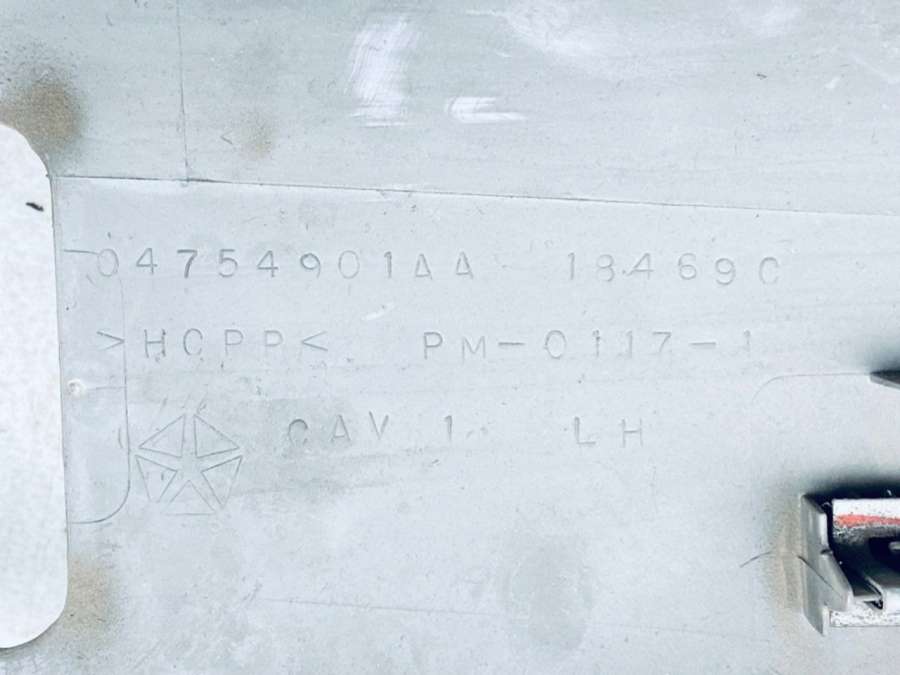 04754901AA 18469C
>HCPP< PM-0117-1
CAV 1 LH